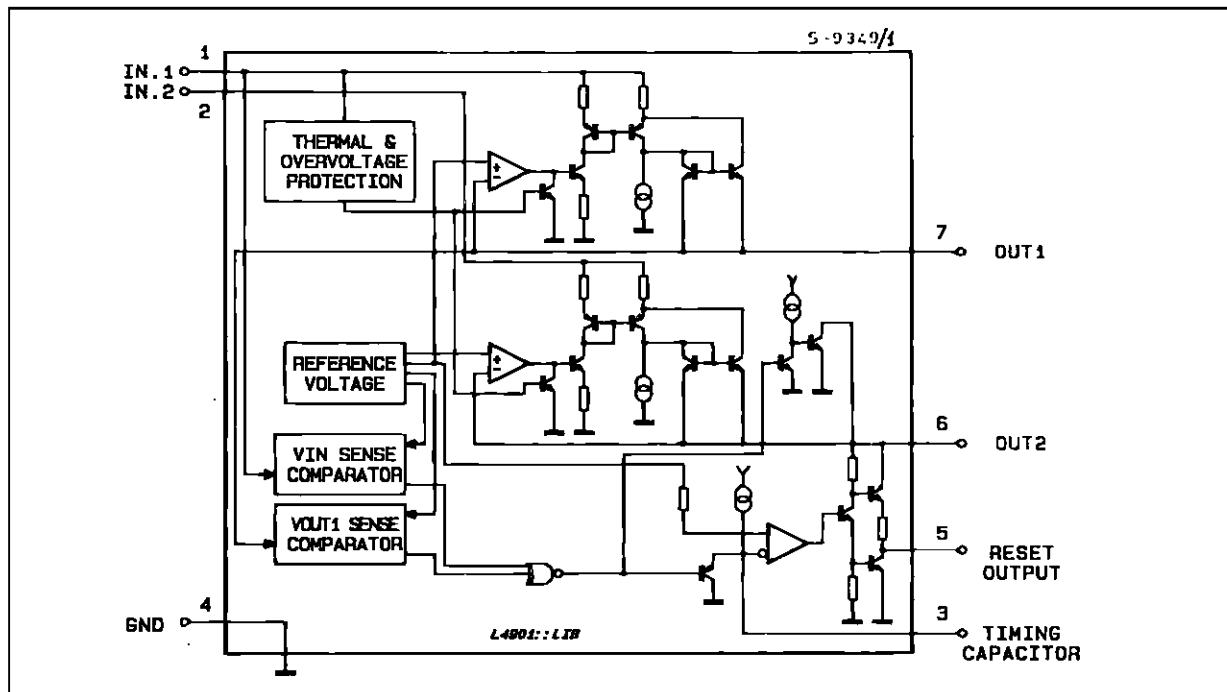 S-9349/1
1
IN.1
IN.2
2
THERMAL &
OVERVOLTAGE
PROTECTION
+
-
7
OUT1
REFERENCE
VOLTAGE
+
-
6
OUT2
VIN SENSE
COMPARATOR
VOUT1 SENSE
COMPARATOR
5
RESET
OUTPUT
4
GND
3
TIMING
CAPACITOR
L4901::LIB